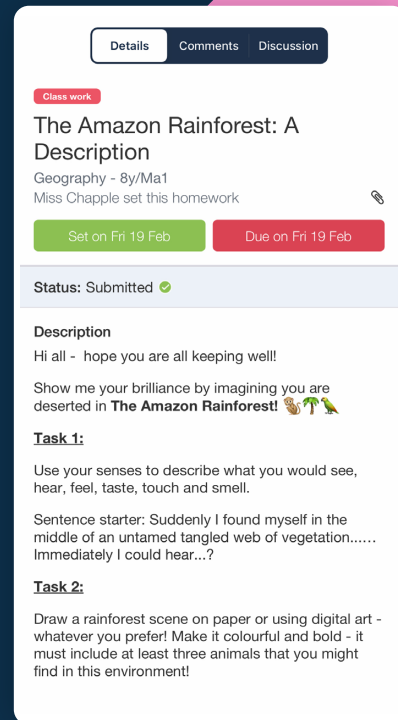 Details Comments Discussion
Class work
The Amazon Rainforest: A
Description
Geography - 8y/Ma1
Miss Chapple set this homework
Set on Fri 19 Feb Due on Fri 19 Feb
Status: Submitted
Description
Hi all -  hope you are all keeping well!
Show me your brilliance by imagining you are
deserted in The Amazon Rainforest! 🐒🌴🦜
Task 1:
Use your senses to describe what you would see,
hear, feel, taste, touch and smell.
Sentence starter: Suddenly I found myself in the
middle of an untamed tangled web of vegetation......
Immediately I could hear...?
Task 2:
Draw a rainforest scene on paper or using digital art -
whatever you prefer! Make it colourful and bold - it
must include at least three animals that you might
find in this environment!